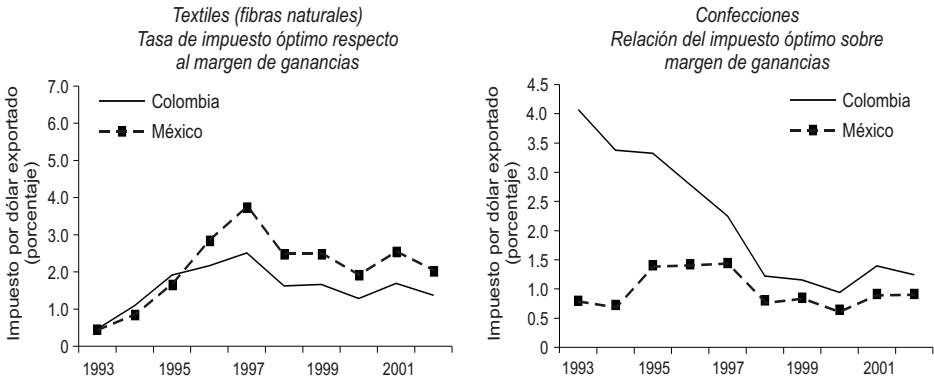 Textiles (fibras naturales)
Tasa de impuesto óptimo respecto
al margen de ganancias
Impuesto por dólar exportado
(porcentaje)
7.0
6.0
5.0
4.0
3.0
2.0
1.0
0
Colombia
México
1993 1995 1997 1999 2001
Confecciones
Relación del impuesto óptimo sobre
margen de ganancias
Impuesto por dólar exportado
(porcentaje)
4.5
4.0
3.5
3.0
2.5
2.0
1.5
1.0
0.5
0
Colombia
México
1993 1995 1997 1999 2001